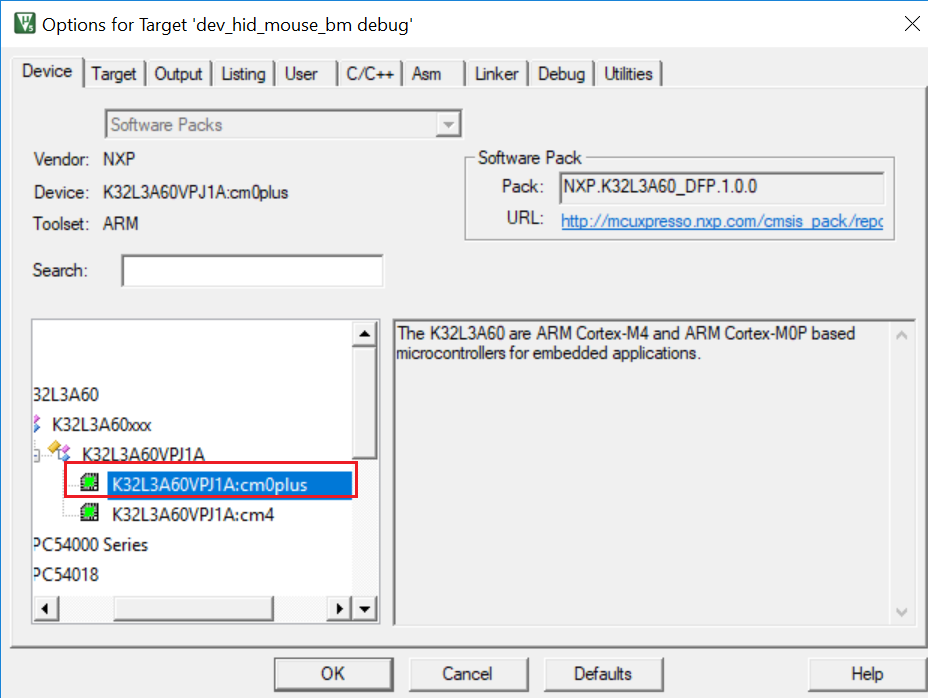 Options for Target 'dev_hid_mouse_bm debug'
Device Target Output Listing User C/C++ Asm Linker Debug Utilities
Software Packs
Vendor: NXP
Device: K32L3A60VPJ1A:cm0plus
Toolset: ARM
Software Pack
Pack: NXP.K32L3A60_DFP.1.0.0
URL: http://mcuxpresso.nxp.com/cmsis_pack/repo
Search:
32L3A60
K32L3A60xxx
K32L3A60VPJ1A
K32L3A60VPJ1A:cm0plus
K32L3A60VPJ1A:cm4
PC54000 Series
PC54018
The K32L3A60 are ARM Cortex-M4 and ARM Cortex-M0P based
microcontrollers for embedded applications.
OK Cancel Defaults Help